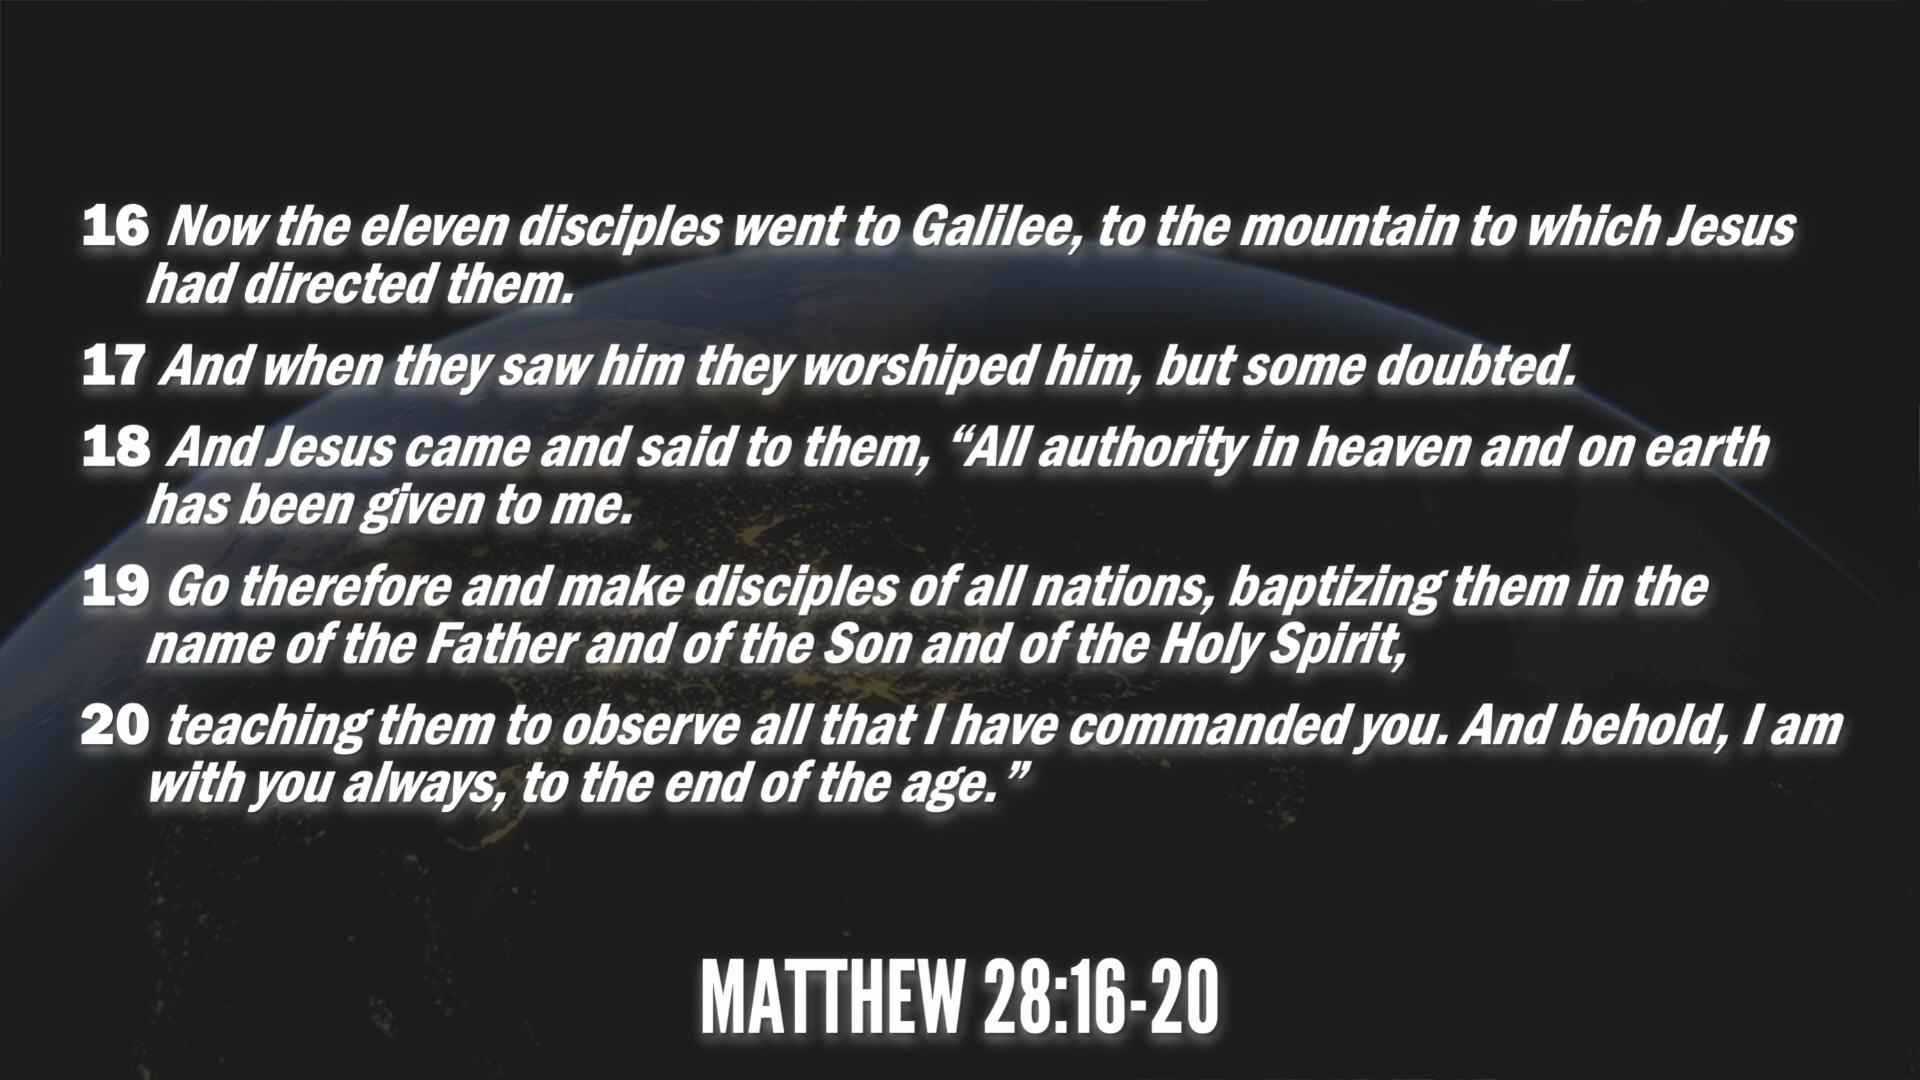 16 Now the eleven disciples went to Galilee, to the mountain to which Jesus
had directed them.
17 And when they saw him they worshiped him, but some doubted.
18 And Jesus came and said to them, “All authority in heaven and on earth
has been given to me.
19 Go therefore and make disciples of all nations, baptizing them in the
name of the Father and of the Son and of the Holy Spirit,
20 teaching them to observe all that I have commanded you. And behold, I am
with you always, to the end of the age.”
MATTHEW 28:16-20